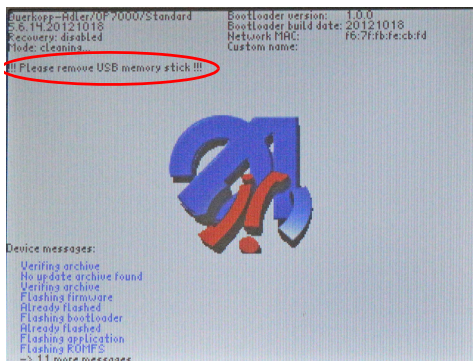 Duerkopp-Adler/OP7000/Standard
5.6.14.20121018
Recovery: disabled
Mode: cleaning...
!!! Please remove USB memory stick !!!
Bootloader version: 1.0.0
Bootloader build date: 20121018
Network MAC: f6:7f:fb:fe:cb:fd
Custom name:
Device messages:
Verifing archive
No update archive found
Verifing archive
Flashing firmware
Already flashed
Flashing bootloader
Already flashed
Flashing application
Flashing ROMFS
-> 11 more messages